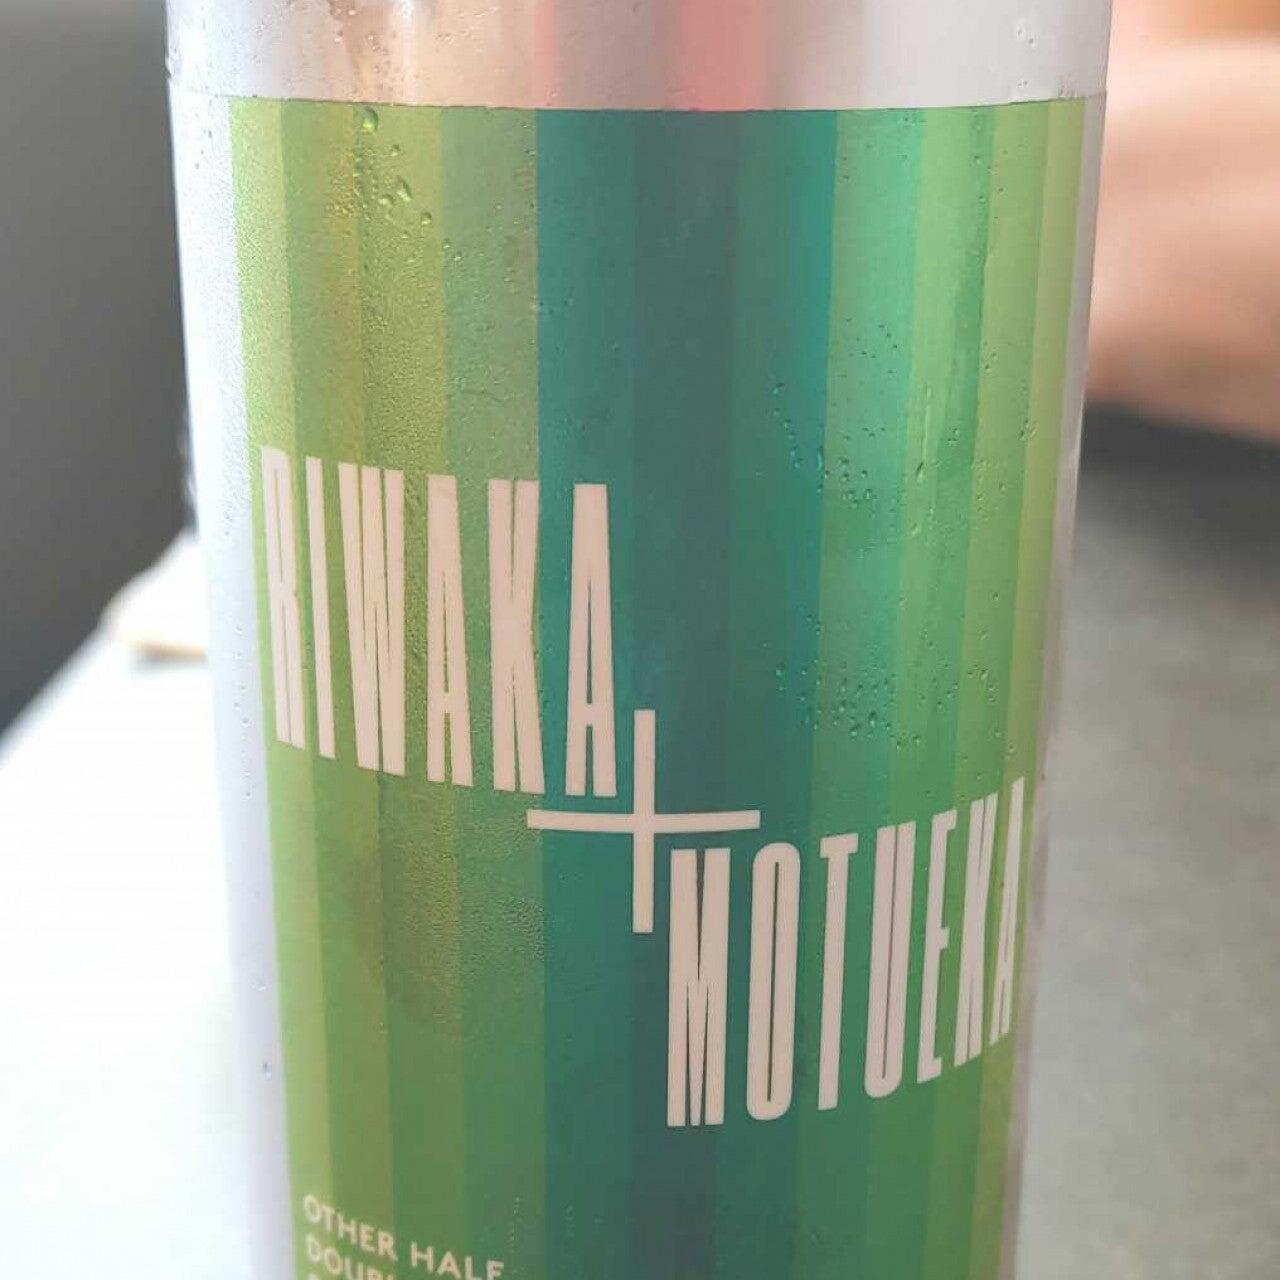 RIWAKA
+
MOTUEKA
OTHER HALF